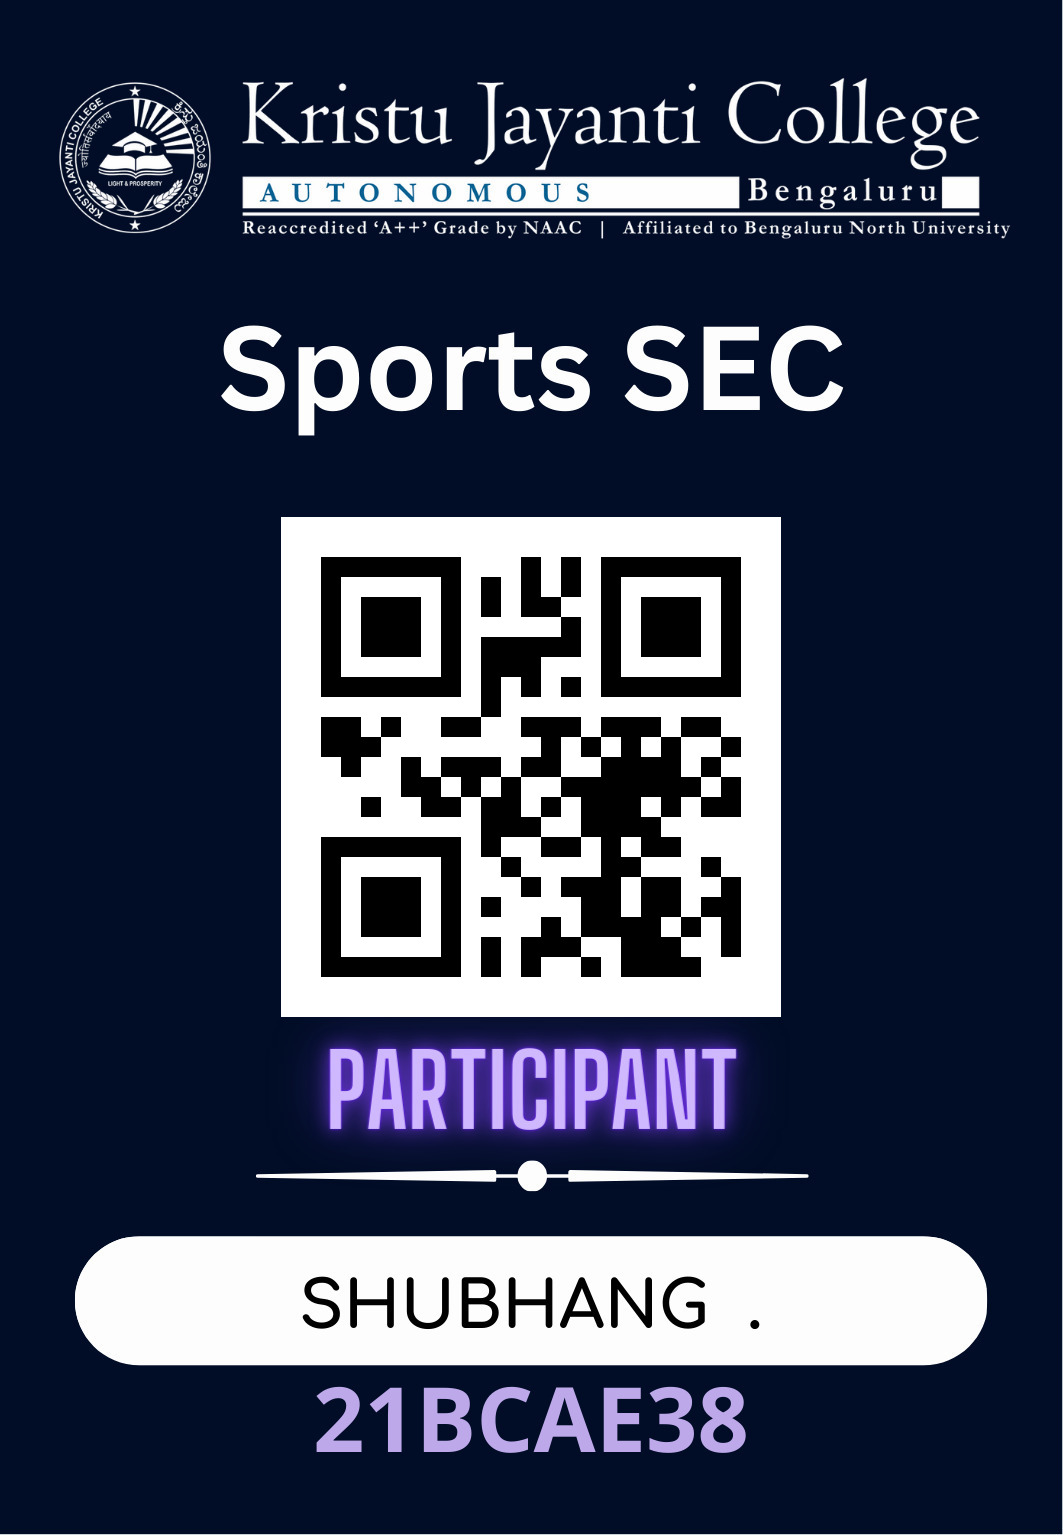 KRISTU JAYANTI COLLEGE
LIGHT & PROSPERITY
Kristu Jayanti College
AUTONOMOUS Bengaluru
Reaccredited ‘A++’ Grade by NAAC | Affiliated to Bengaluru North University
Sports SEC
PARTICIPANT
SHUBHANG .
21BCAE38